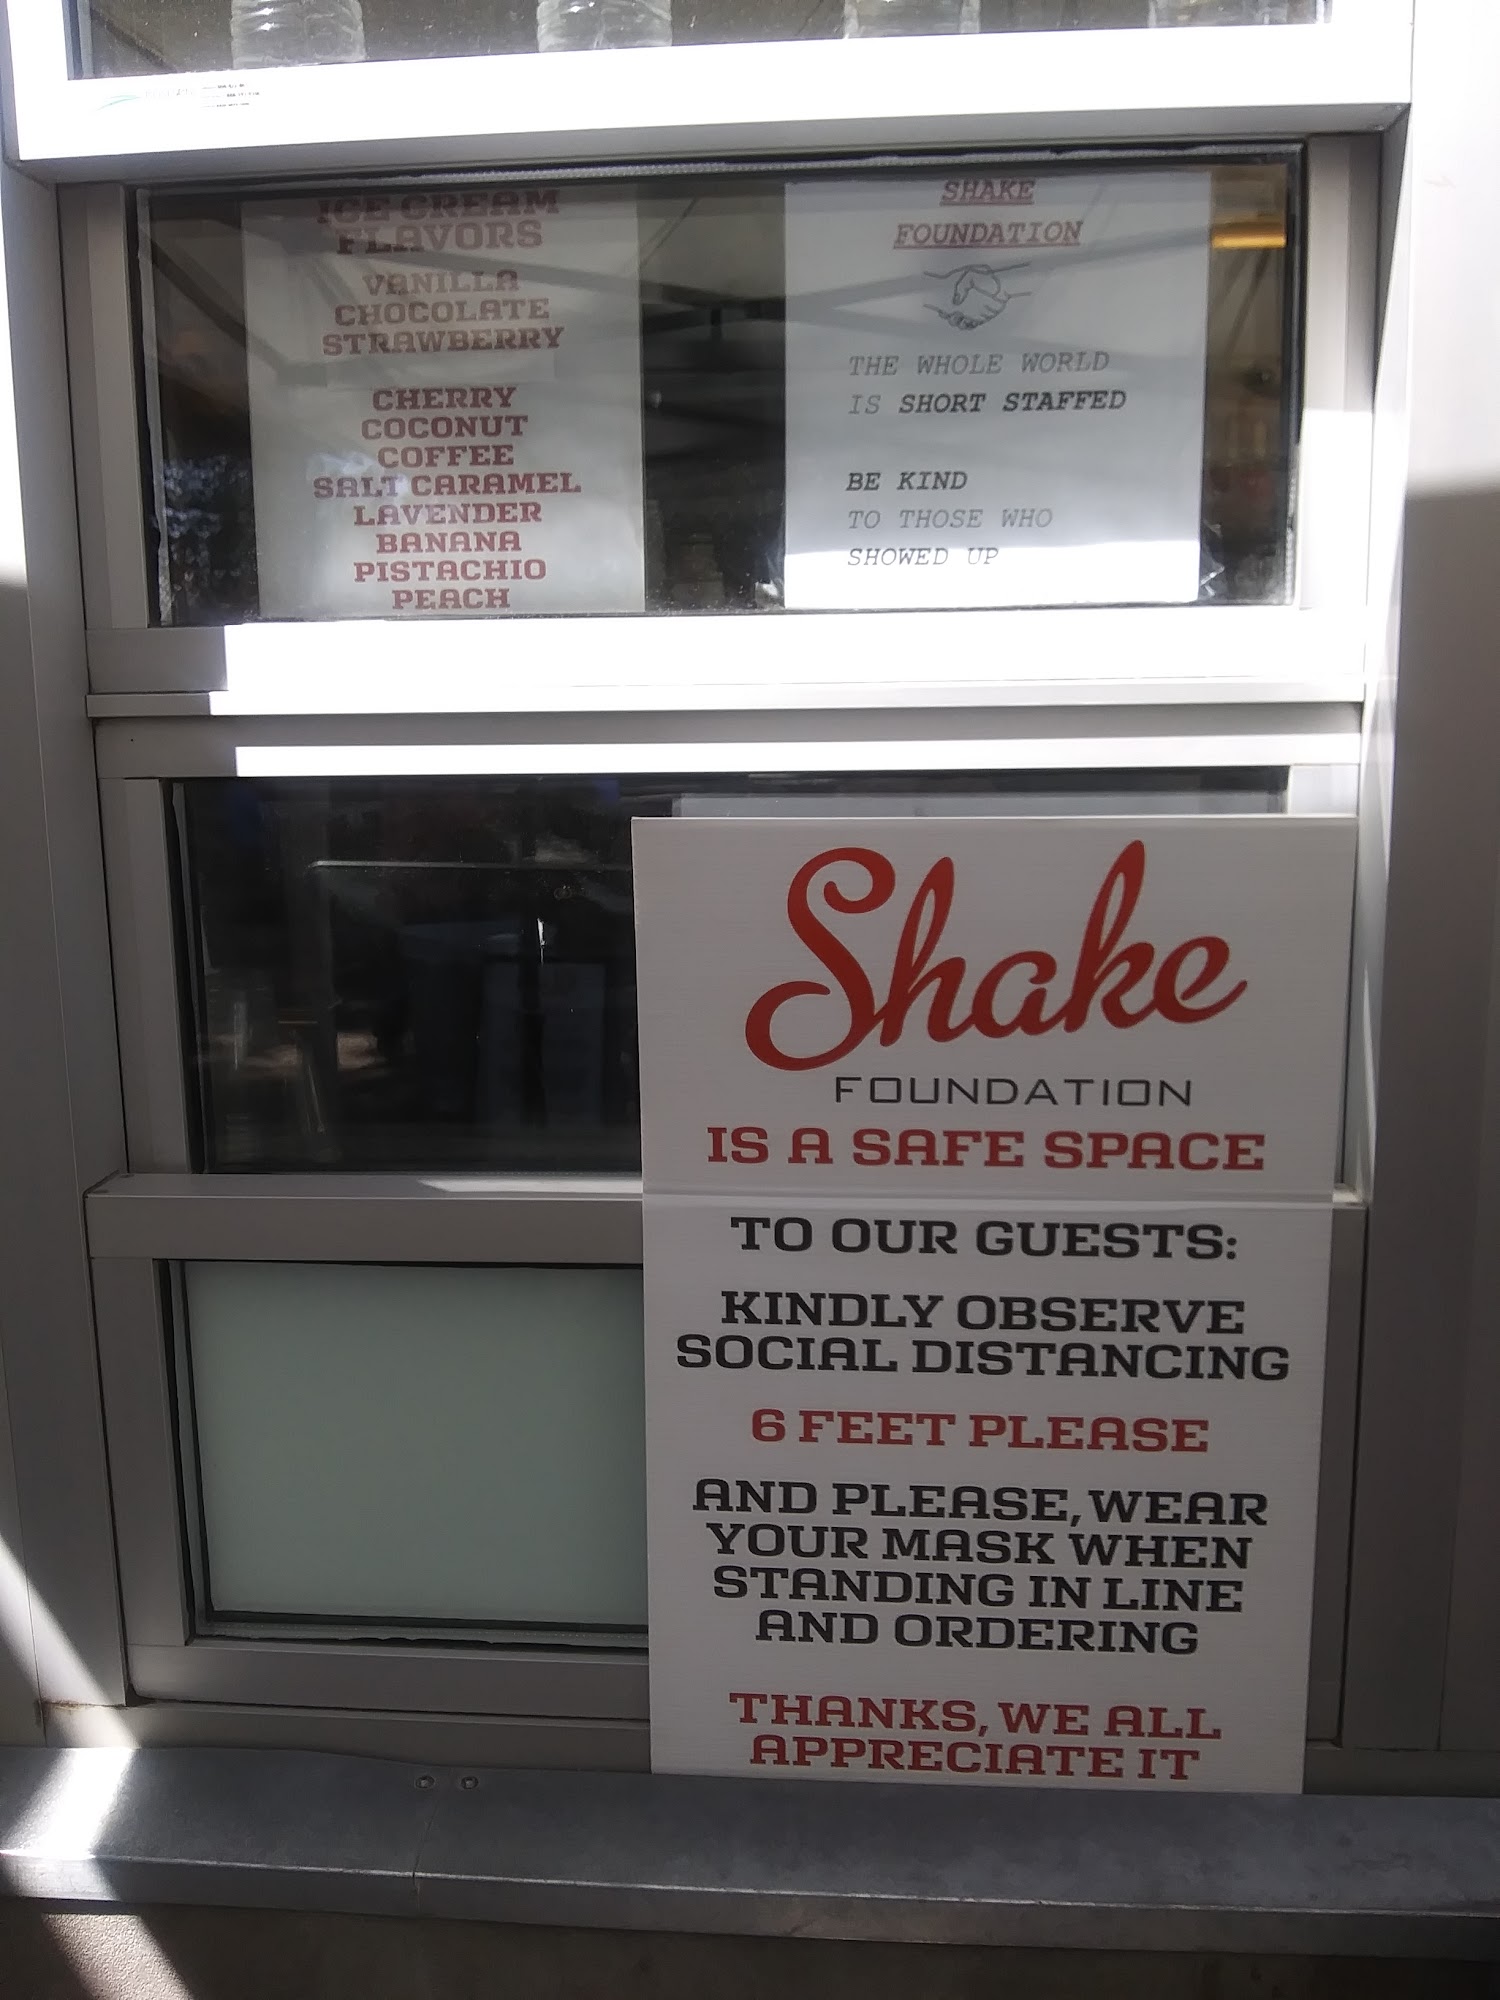 ICE CREAM
FLAVORS
VANILLA
CHOCOLATE
STRAWBERRY
CHERRY
COCONUT
COFFEE
SALT CARAMEL
LAVENDER
BANANA
PISTACHIO
PEACH
SHAKE
FOUNDATION
THE WHOLE WORLD
IS SHORT STAFFED
BE KIND
TO THOSE WHO
SHOWED UP
Shake
FOUNDATION
IS A SAFE SPACE
TO OUR GUESTS:
KINDLY OBSERVE
SOCIAL DISTANCING
6 FEET PLEASE
AND PLEASE, WEAR
YOUR MASK WHEN
STANDING IN LINE
AND ORDERING
THANKS, WE ALL
APPRECIATE IT